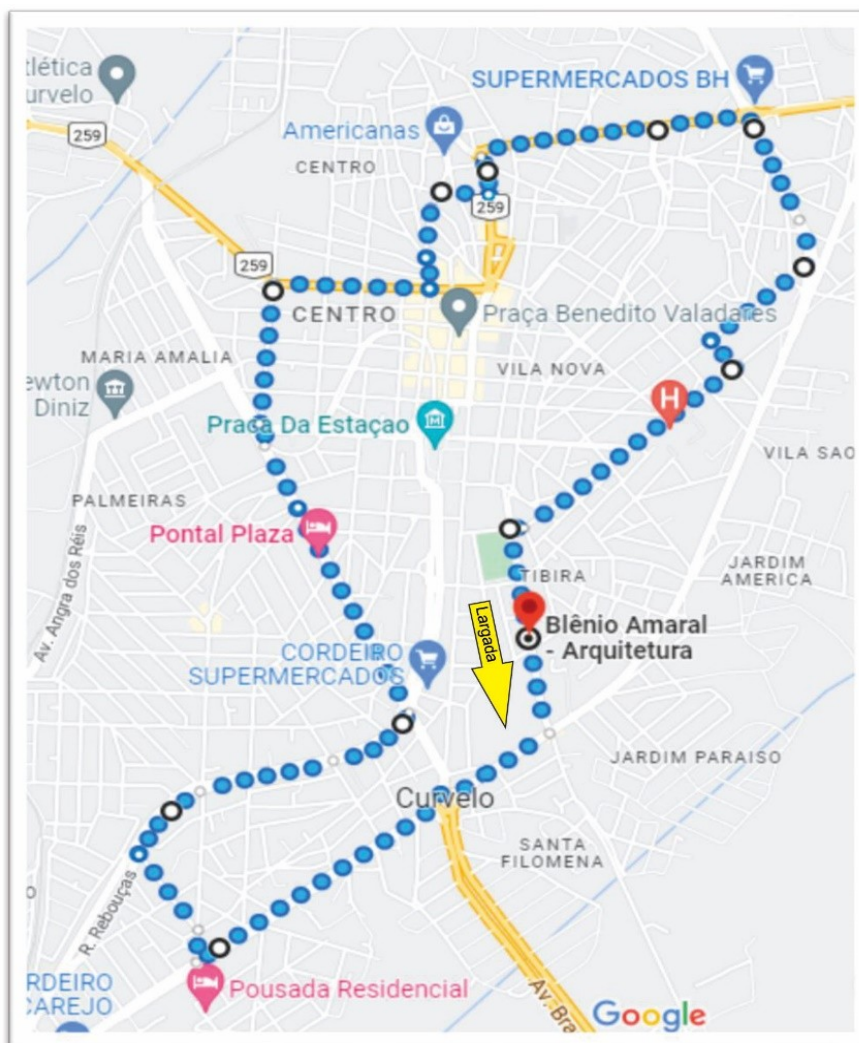 tlética
urvelo
SUPERMERCADOS BH
259
Americanas
CENTRO
259
259
CENTRO
Praça Benedito Valadares
MARIA AMALIA
VILA NOVA
ewton
Diniz
Praça Da Estaçao
H
VILA SAO
PALMEIRAS
Pontal Plaza
JARDIM
AMERICA
TIBIRA
Av. Angra dos Réis
Largada
Blênio Amaral
- Arquitetura
CORDEIRO
SUPERMERCADOS
JARDIM PARAISO
Curvelo
SANTA
FILOMENA
R. Rebouças
RDEIRO
CAREJO
Pousada Residencial
Av. Bra
Google